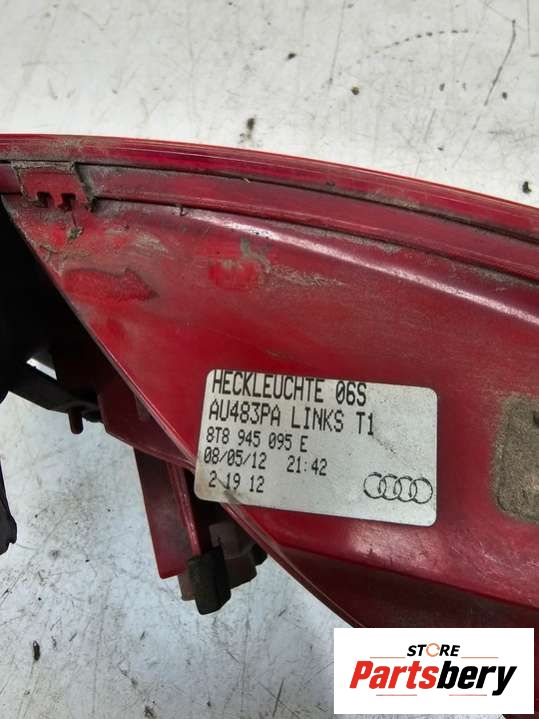 HECKLEUCHTE 06S
AU483PA LINKS T1
8T8 945 095 E
08/05/12 21:42
2 19 12
STORE
Partsbery